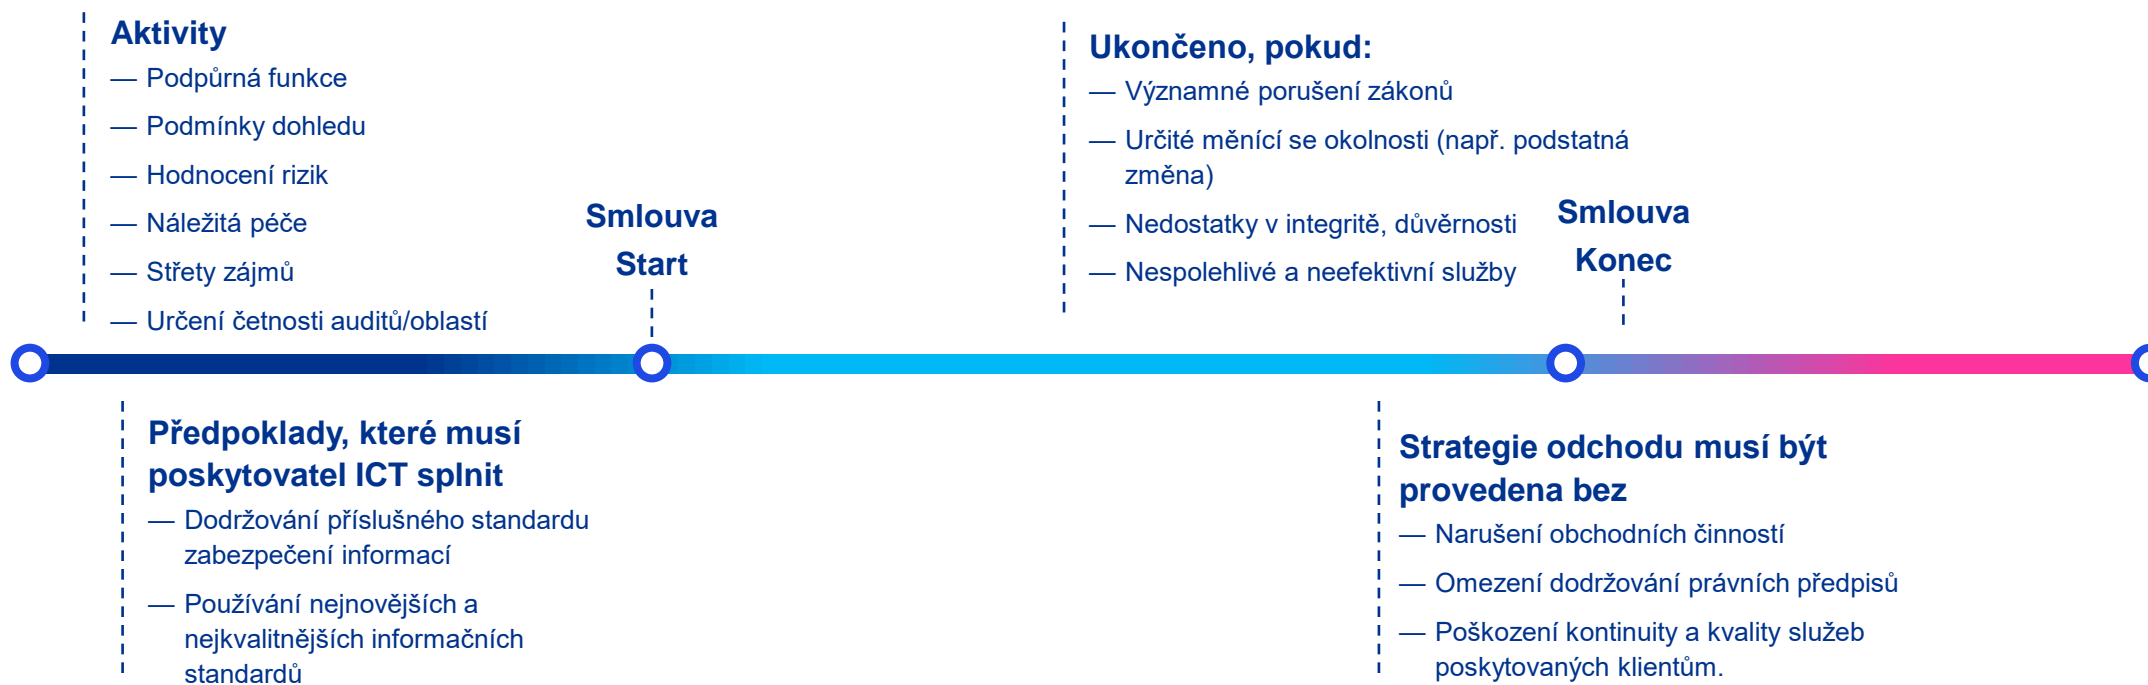 Aktivity
— Podpůrná funkce
— Podmínky dohledu
— Hodnocení rizik
— Náležitá péče
— Střety zájmů
— Určení četnosti auditů/oblastí
Smlouva
Start
Ukončeno, pokud:
— Významné porušení zákonů
— Určité měnící se okolnosti (např. podstatná
změna)
— Nedostatky v integritě, důvěrnosti
— Nespolehlivé a neefektivní služby
Smlouva
Konec
Předpoklady, které musí
poskytovatel ICT splnit
— Dodržování příslušného standardu
zabezpečení informací
— Používání nejnovějších a
nejkvalitnějších informačních
standardů
Strategie odchodu musí být
provedena bez
— Narušení obchodních činností
— Omezení dodržování právních předpisů
— Poškození kontinuity a kvality služeb
poskytovaných klientům.